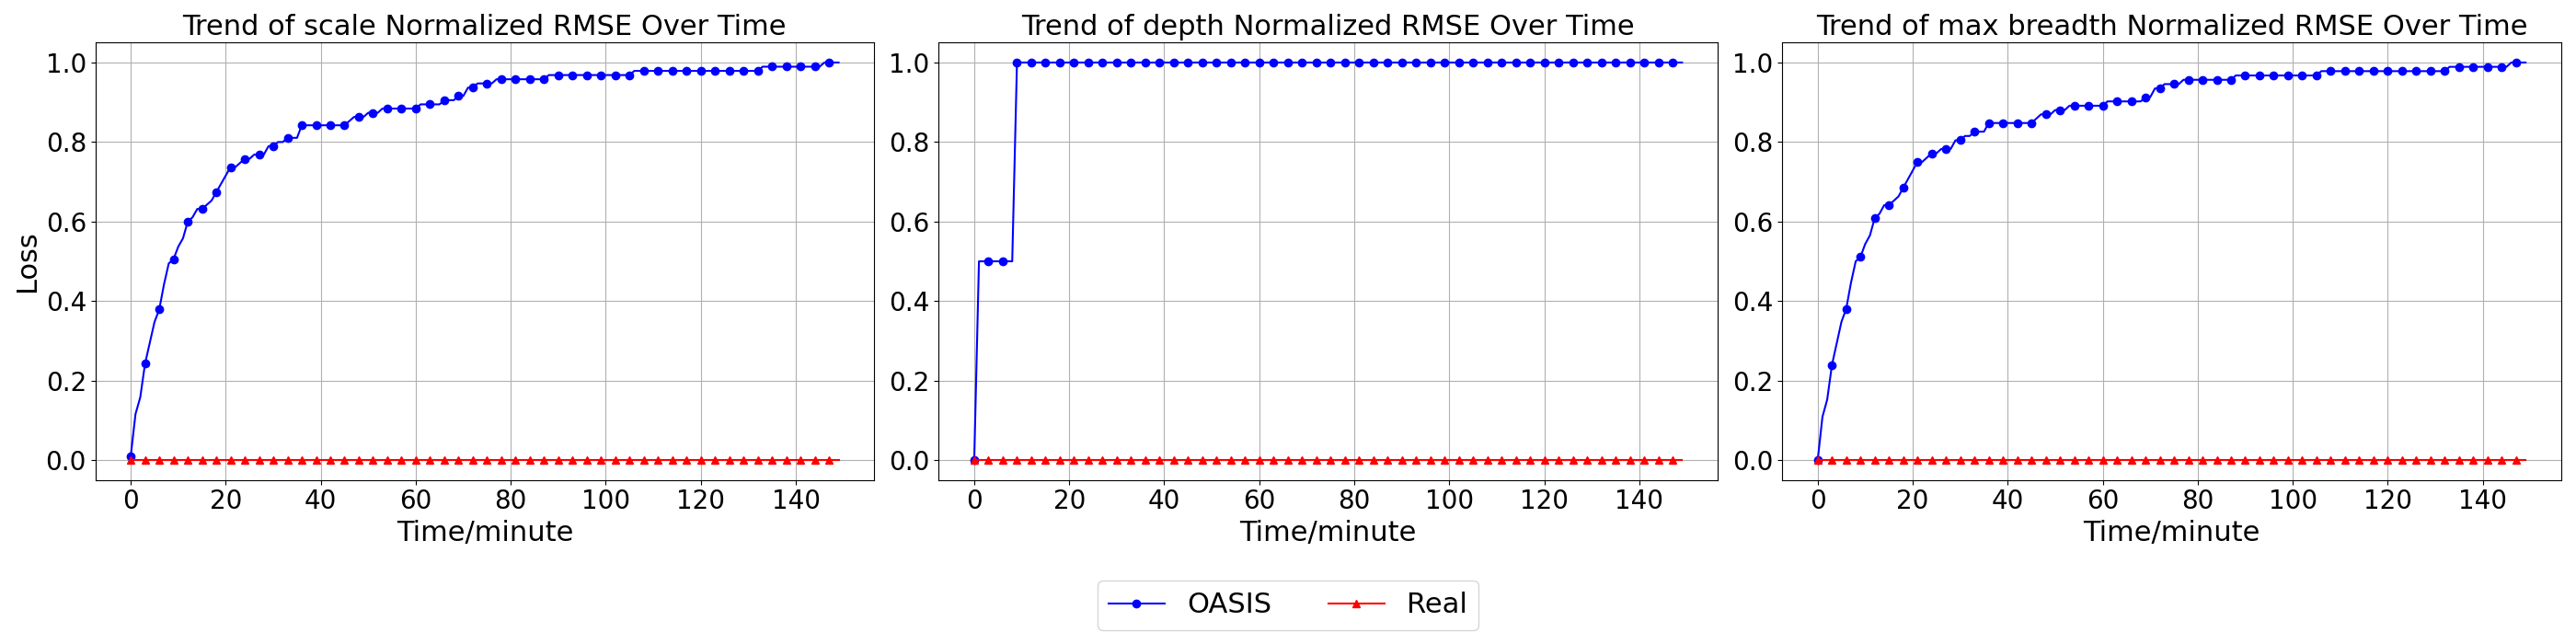 Trend of scale Normalized RMSE Over Time
Loss
1.0
0.8
0.6
0.4
0.2
0.0
0 20 40 60 80 100 120 140
Time/minute
Trend of depth Normalized RMSE Over Time
1.0
0.8
0.6
0.4
0.2
0.0
0 20 40 60 80 100 120 140
Time/minute
Trend of max breadth Normalized RMSE Over Time
1.0
0.8
0.6
0.4
0.2
0.0
0 20 40 60 80 100 120 140
Time/minute
OASIS Real